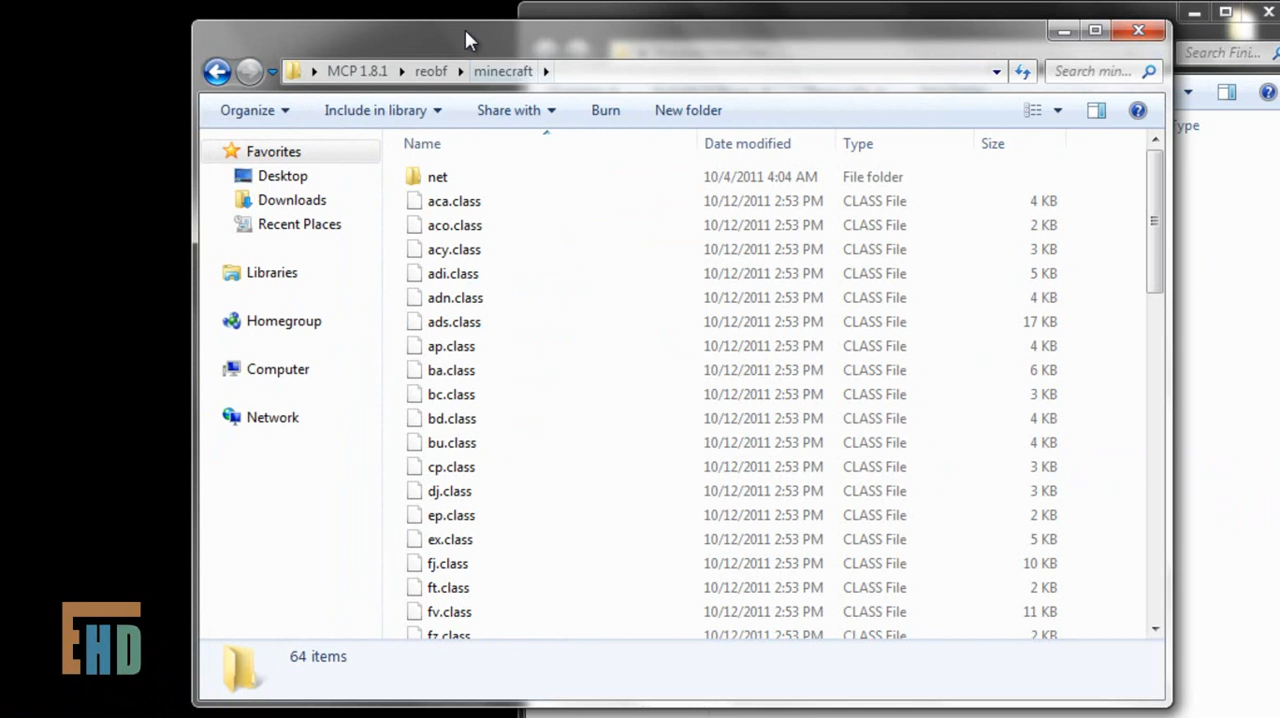 Search Fini...
MCP 1.8.1 reobf minecraft Search min...
Organize Include in library Share with Burn New folder
Name Date modified Type Size
ype
Favorites
Desktop
Downloads
Recent Places
Libraries
Homegroup
Computer
Network
net 10/4/2011 4:04 AM File folder
aca.class 10/12/2011 2:53 PM CLASS File 4 KB
aco.class 10/12/2011 2:53 PM CLASS File 2 KB
acy.class 10/12/2011 2:53 PM CLASS File 3 KB
adi.class 10/12/2011 2:53 PM CLASS File 5 KB
adn.class 10/12/2011 2:53 PM CLASS File 4 KB
ads.class 10/12/2011 2:53 PM CLASS File 17 KB
ap.class 10/12/2011 2:53 PM CLASS File 4 KB
ba.class 10/12/2011 2:53 PM CLASS File 6 KB
bc.class 10/12/2011 2:53 PM CLASS File 3 KB
bd.class 10/12/2011 2:53 PM CLASS File 4 KB
bu.class 10/12/2011 2:53 PM CLASS File 4 KB
cp.class 10/12/2011 2:53 PM CLASS File 3 KB
dj.class 10/12/2011 2:53 PM CLASS File 3 KB
ep.class 10/12/2011 2:53 PM CLASS File 2 KB
ex.class 10/12/2011 2:53 PM CLASS File 5 KB
fj.class 10/12/2011 2:53 PM CLASS File 10 KB
ft.class 10/12/2011 2:53 PM CLASS File 2 KB
fv.class 10/12/2011 2:53 PM CLASS File 11 KB
fz.class 10/12/2011 2:53 PM CLASS File 2 KB
64 items
EHD